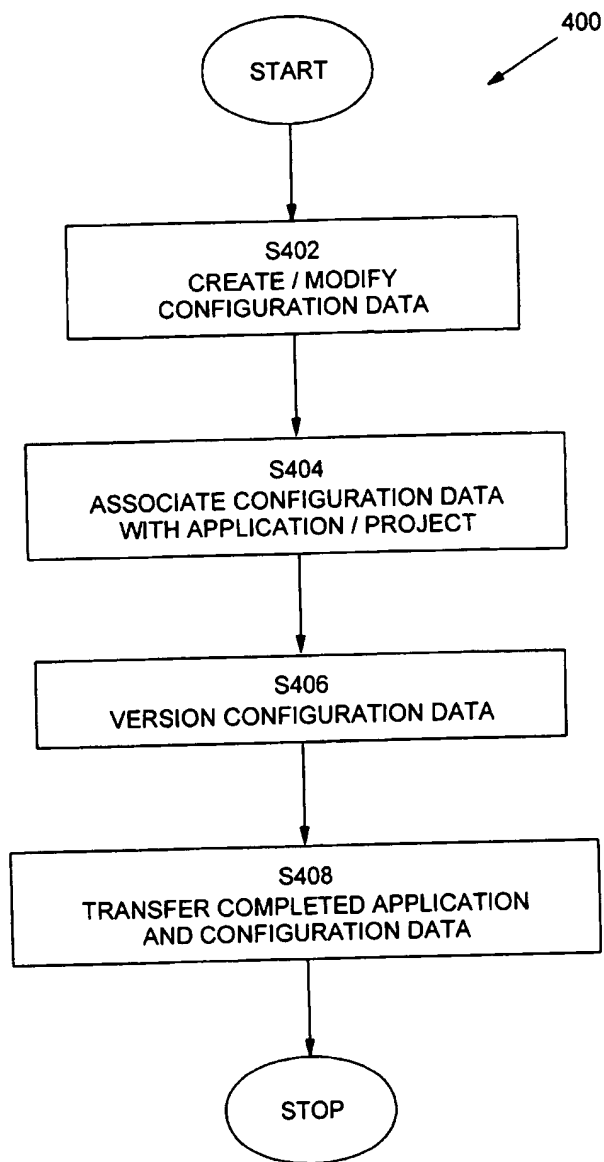 400
START
S402
CREATE / MODIFY
CONFIGURATION DATA
S404
ASSOCIATE CONFIGURATION DATA
WITH APPLICATION / PROJECT
S406
VERSION CONFIGURATION DATA
S408
TRANSFER COMPLETED APPLICATION
AND CONFIGURATION DATA
STOP